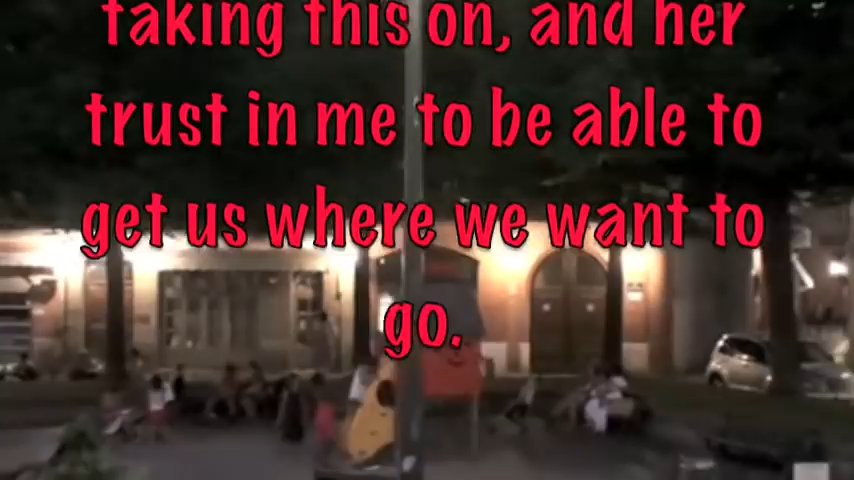 taking this on, and her
trust in me to be able to
get us where we want to
go.